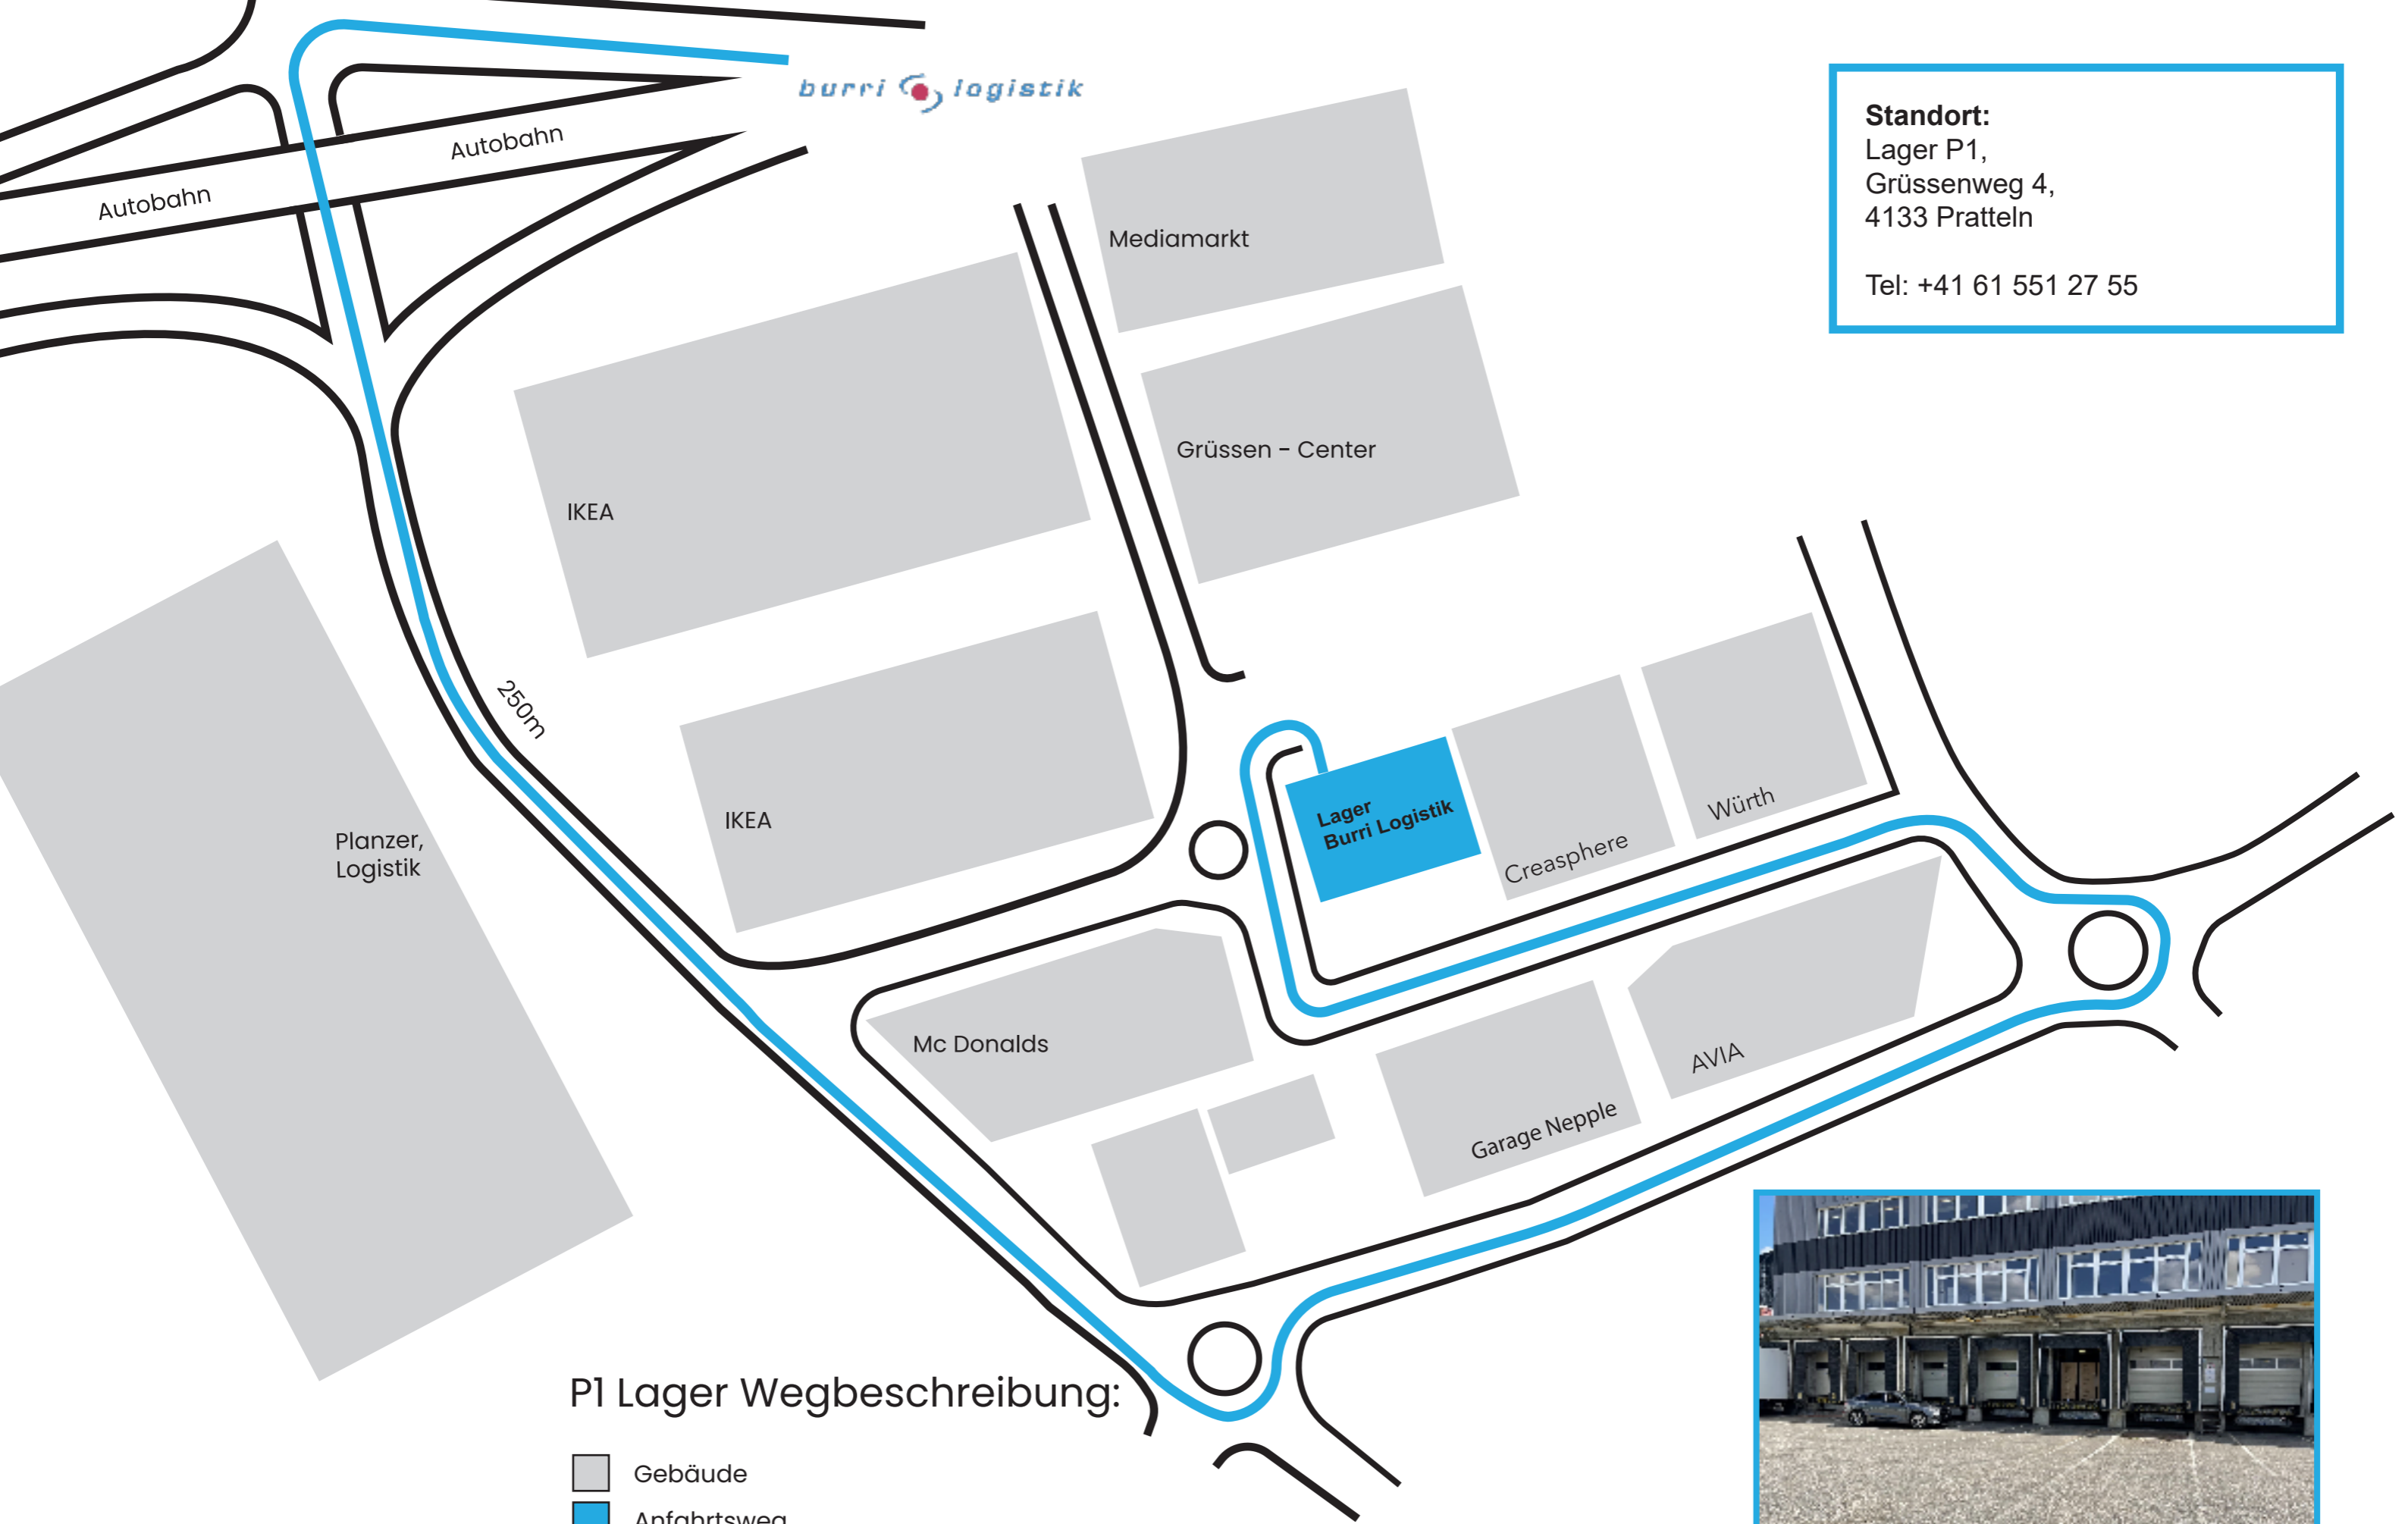 burri logistik
Standort:
Lager P1,
Grüssenweg 4,
4133 Pratteln
Tel: +41 61 551 27 55
Autobahn
Autobahn
Mediamarkt
Grüssen - Center
IKEA
250m
IKEA
Planzer,
Logistik
Lager
Burri Logistik
Creasphere
Würth
Mc Donalds
Garage Nepple
AVIA
P1 Lager Wegbeschreibung:
Gebäude
Anfahrtsweg